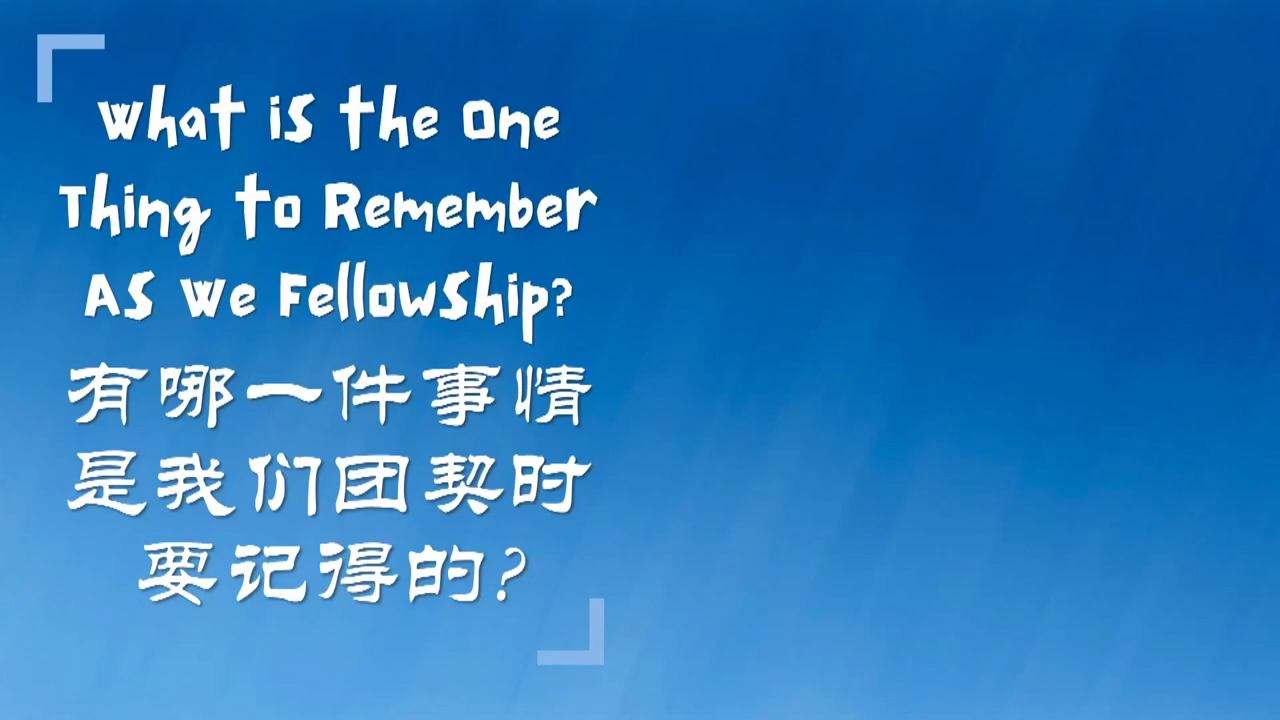 What is the One
Thing to Remember
As We Fellowship?
有哪一件事情
是我们团契时
要记得的?